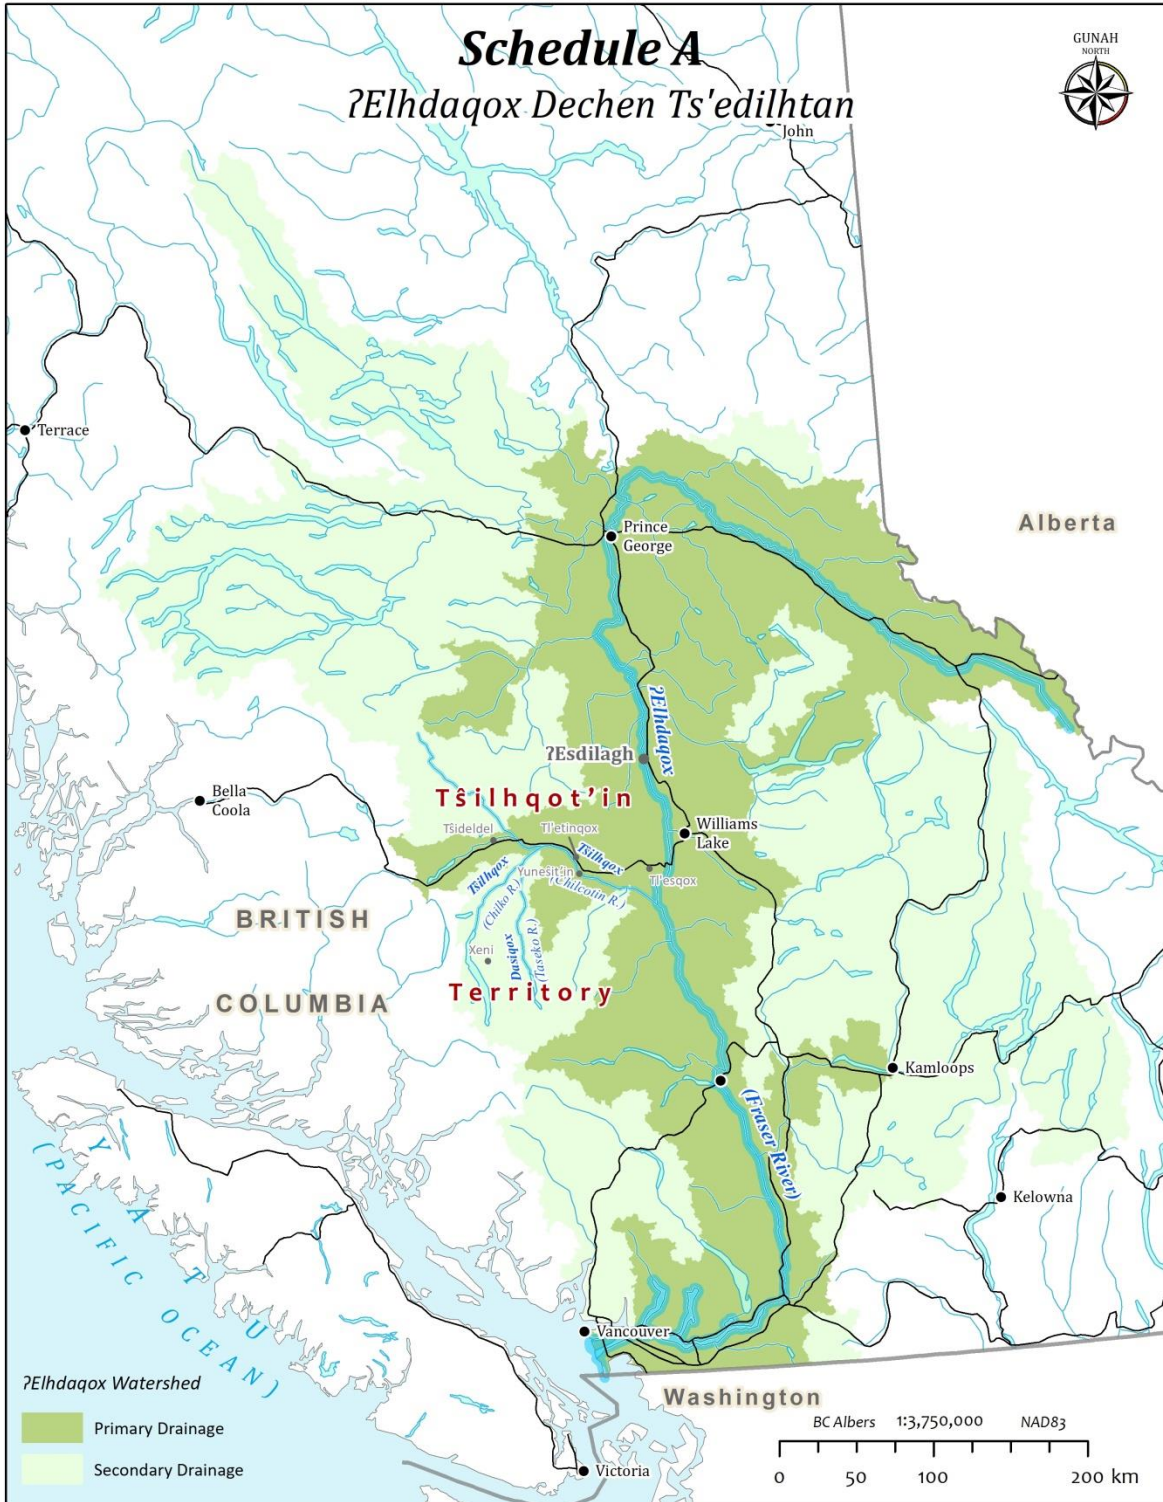 Schedule A
ʔElhdaqox Dechen Ts'edilhtan
GUNAH
NORTH
John
Terrace
Prince
George
Alberta
ʔElhdaqox
ʔEsdilagh
Tŝilhqot'in
Bella
Coola
Williams
Lake
Tŝideldel
Tl'etinqox
Tŝilhqox
Yuneŝit'in
(Chilcotin R.)
Tl'esqox
Tŝilhqox
(Chilko R.)
Dasiqox
(Taseko R.)
Xeni
Territory
BRITISH
COLUMBIA
Kamloops
(Fraser River)
Kelowna
YATU
(PACIFIC OCEAN)
Vancouver
Washington
Victoria
ʔElhdaqox Watershed
Primary Drainage
Secondary Drainage
BC Albers 1:3,750,000 NAD83
0 50 100 200 km